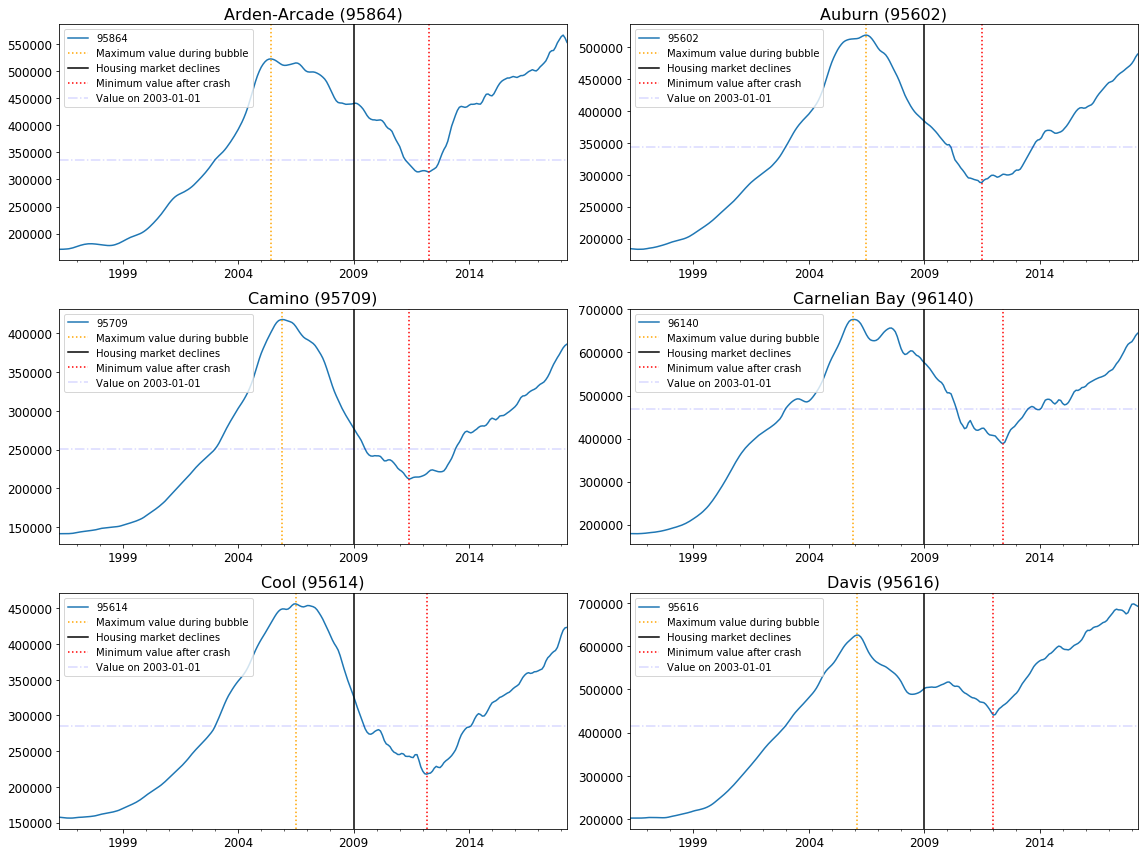 Arden-Arcade (95864)
95864
Maximum value during bubble
Housing market declines
Minimum value after crash
Value on 2003-01-01
550000
500000
450000
400000
350000
300000
250000
200000
1999
2004
2009
2014
Auburn (95602)
95602
Maximum value during bubble
Housing market declines
Minimum value after crash
Value on 2003-01-01
500000
450000
400000
350000
300000
250000
200000
1999
2004
2009
2014
Camino (95709)
95709
Maximum value during bubble
Housing market declines
Minimum value after crash
Value on 2003-01-01
400000
350000
300000
250000
200000
150000
1999
2004
2009
2014
Carnelian Bay (96140)
96140
Maximum value during bubble
Housing market declines
Minimum value after crash
Value on 2003-01-01
700000
600000
500000
400000
300000
200000
1999
2004
2009
2014
Cool (95614)
95614
Maximum value during bubble
Housing market declines
Minimum value after crash
Value on 2003-01-01
450000
400000
350000
300000
250000
200000
150000
1999
2004
2009
2014
Davis (95616)
95616
Maximum value during bubble
Housing market declines
Minimum value after crash
Value on 2003-01-01
700000
600000
500000
400000
300000
200000
1999
2004
2009
2014